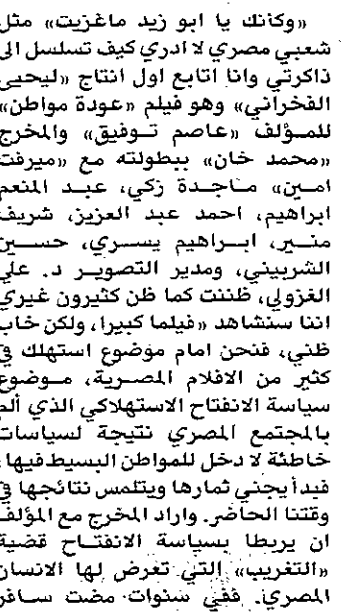 «وكأنك يا ابو زيد ماغزيت» مثل
شعبي مصري لا ادري كيف تسلسل الى
ذاكرتي وانا اتابع اول انتاج «ليحيى
الفخراني» وهو فيلم «عودة مواطن»
للمؤلف «عاصم توفيق» والمخرج
«محمد خان» ببطولته مع «ميرفت
امين» ماجدة زكي، عبد المنعم
ابراهيم، احمد عبد العزيز، شريف
منير، ابراهيم يسري، حسين
الشربيني، ومدير التصوير د. علي
الغزولي، ظننت كما ظن كثيرون غيري
اننا سنشاهد «فيلما كبيرا، ولكن خاب
ظني، فنحن امام موضوع استهلك في
كثير من الافلام المصرية، موضوع
سياسة الانفتاح الاستهلاكي الذي ألم
بالمجتمع المصري نتيجة لسياسات
خاطئة لا دخل للمواطن البسيط فيها،
فبدأ يجني ثمارها ويتلمس نتائجها في
وقتنا الحاضر. واراد المخرج مع المؤلف
ان يربطا بسياسة الانفتاح قضية
«التغريب» التي تعرض لها الانسان
المصري. ففي سنوات مضت سافر